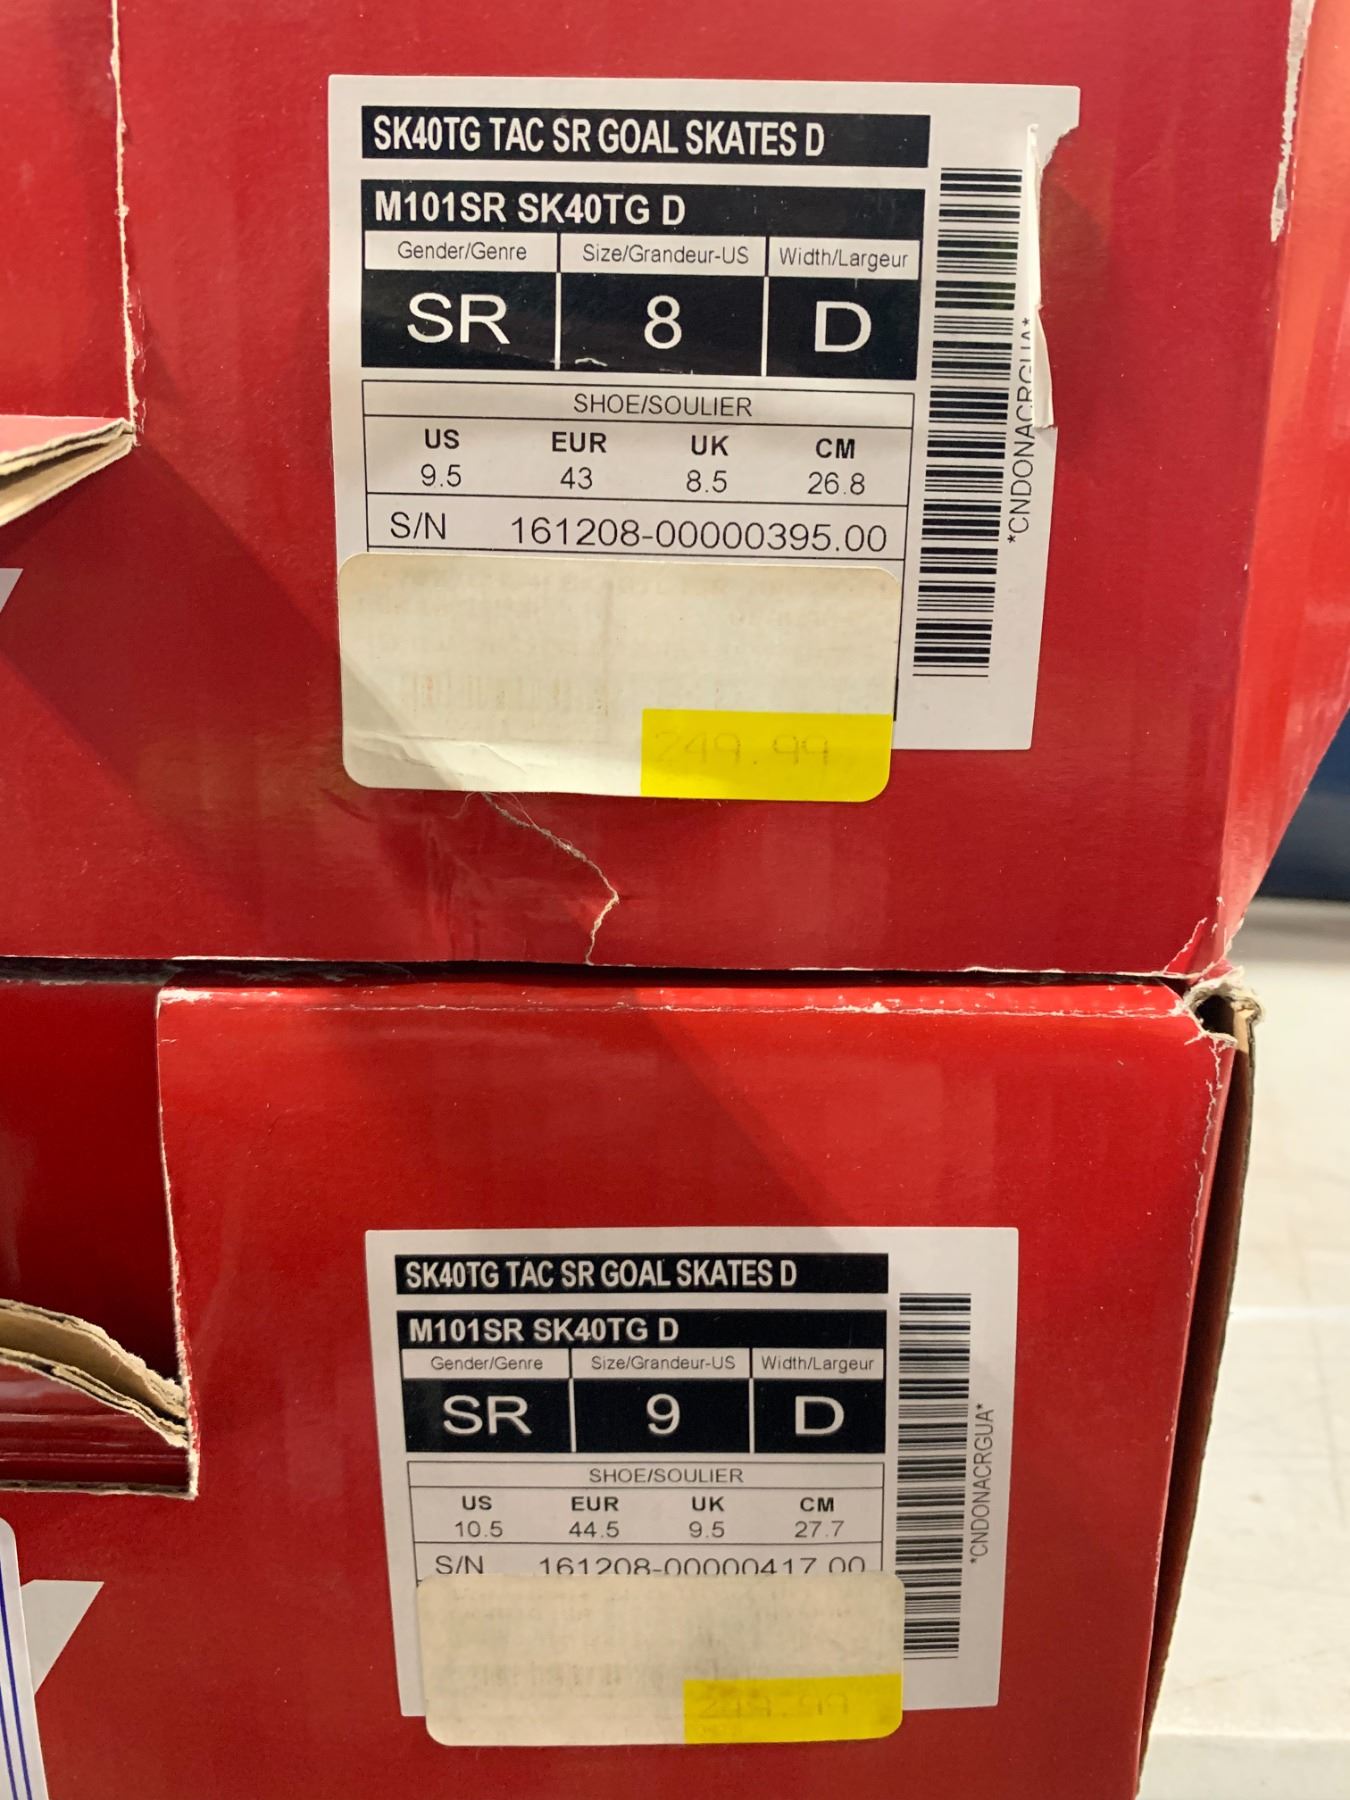 SK40TG TAC SR GOAL SKATES D
M101SR SK40TG D
Gender/Genre Size/Grandeur-US Width/Largeur
SR 8 D
SHOE/SOULIER
US EUR UK CM
9.5 43 8.5 26.8
S/N 161208-00000395.00
249.99
SK40TG TAC SR GOAL SKATES D
M101SR SK40TG D
Gender/Genre Size/Grandeur-US Width/Largeur
SR 9 D
SHOE/SOULIER
US EUR UK CM
10.5 44.5 9.5 27.7
S/N 161208-00000417.00
*CNDONACRGUA*